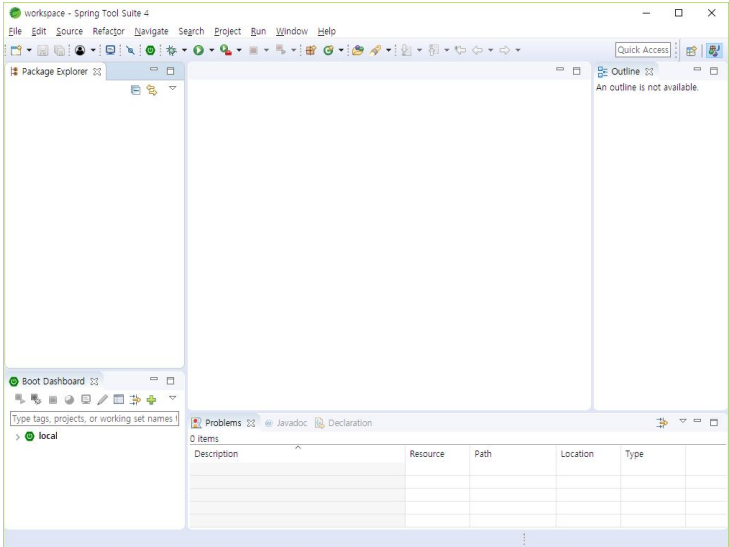 workspace - Spring Tool Suite 4
File Edit Source Refactor Navigate Search Project Run Window Help
Quick Access
Package Explorer
Outline
An outline is not available.
Boot Dashboard
Type tags, projects, or working set names
local
Problems Javadoc Declaration
0 items
Description Resource Path Location Type